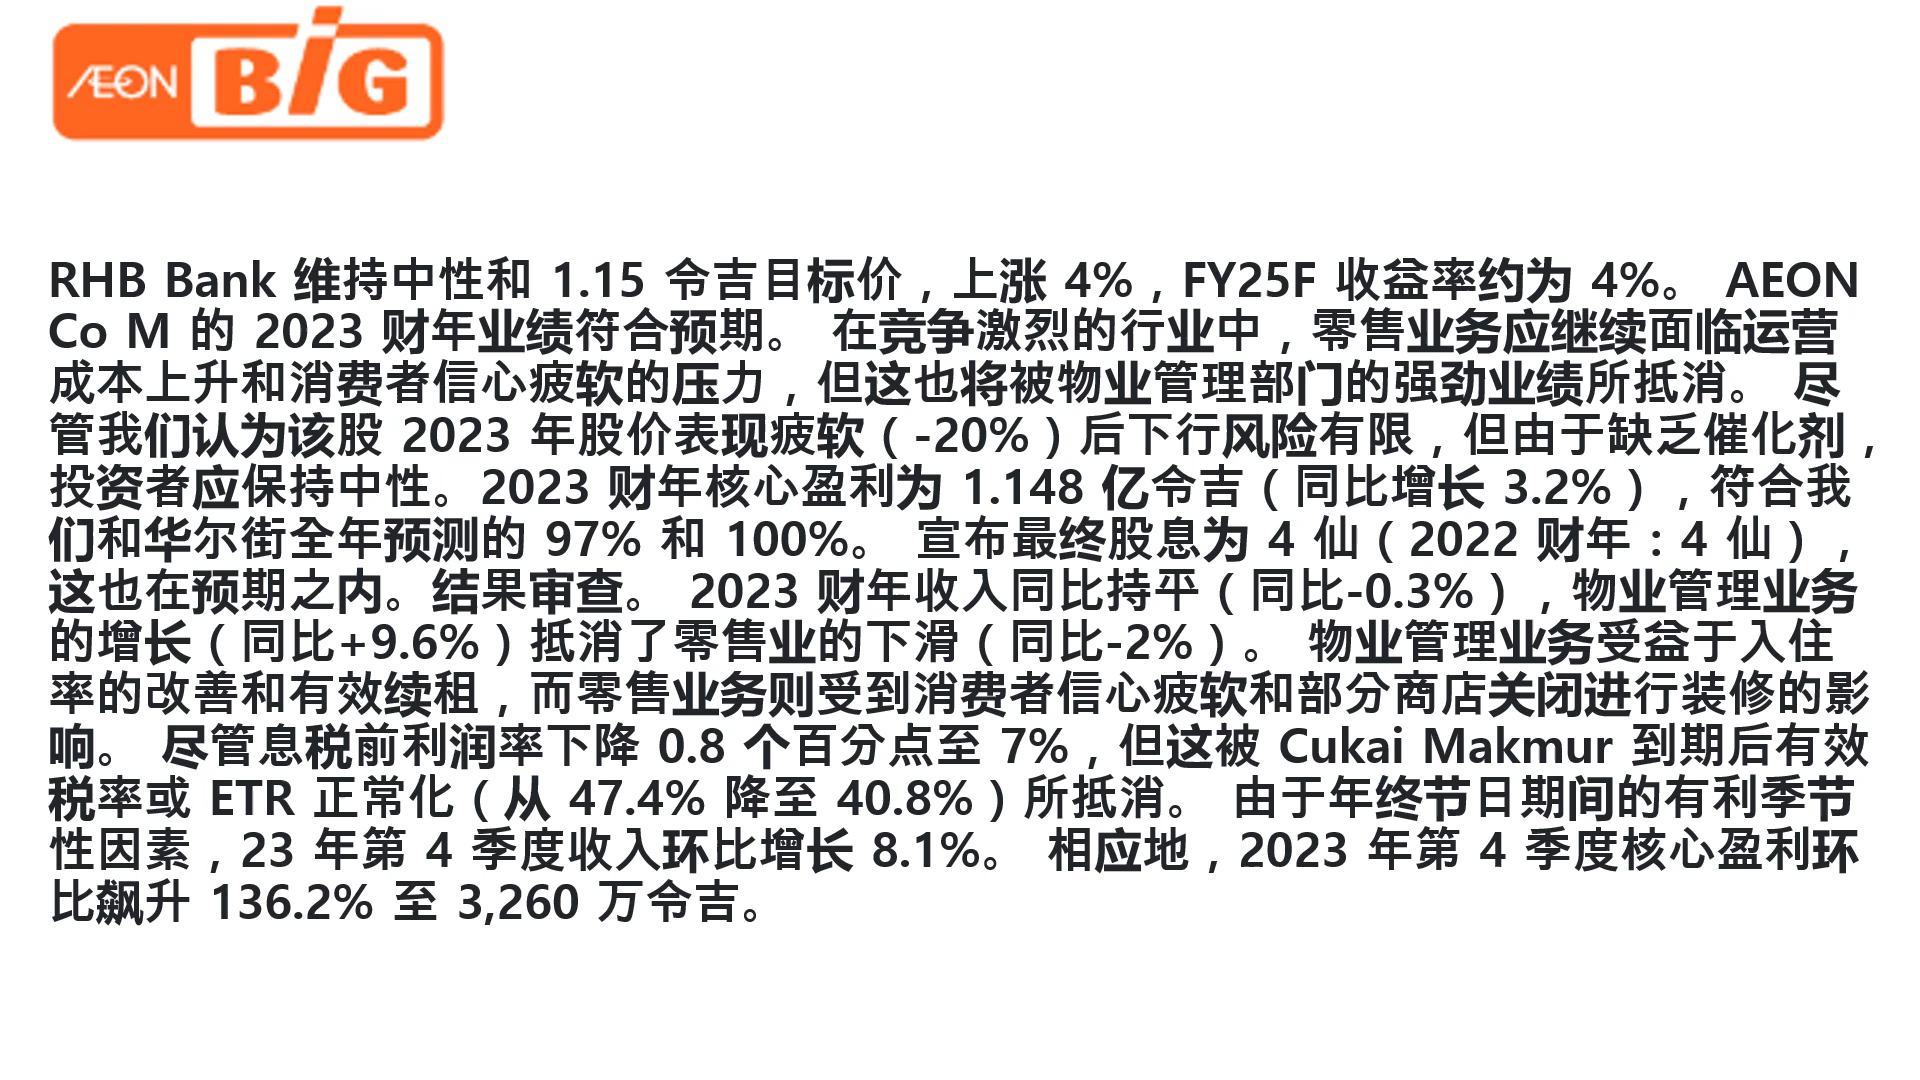 ÆON BiG
RHB Bank 维持中性和 1.15 令吉目标价，上涨 4%，FY25F 收益率约为 4%。 AEON
Co M 的 2023 财年业绩符合预期。 在竞争激烈的行业中，零售业务应继续面临运营
成本上升和消费者信心疲软的压力，但这也将被物业管理部门的强劲业绩所抵消。 尽
管我们认为该股 2023 年股价表现疲软（-20%）后下行风险有限，但由于缺乏催化剂，
投资者应保持中性。2023 财年核心盈利为 1.148 亿令吉（同比增长 3.2%），符合我
们和华尔街全年预测的 97% 和 100%。 宣布最终股息为 4 仙（2022 财年：4 仙），
这也在预期之内。结果审查。 2023 财年收入同比持平（同比-0.3%），物业管理业务
的增长（同比+9.6%）抵消了零售业的下滑（同比-2%）。 物业管理业务受益于入住
率的改善和有效续租，而零售业务则受到消费者信心疲软和部分商店关闭进行装修的影
响。 尽管息税前利润率下降 0.8 个百分点至 7%，但这被 Cukai Makmur 到期后有效
税率或 ETR 正常化（从 47.4% 降至 40.8%）所抵消。 由于年终节日期间的有利季节
性因素，23 年第 4 季度收入环比增长 8.1%。 相应地，2023 年第 4 季度核心盈利环
比飙升 136.2% 至 3,260 万令吉。